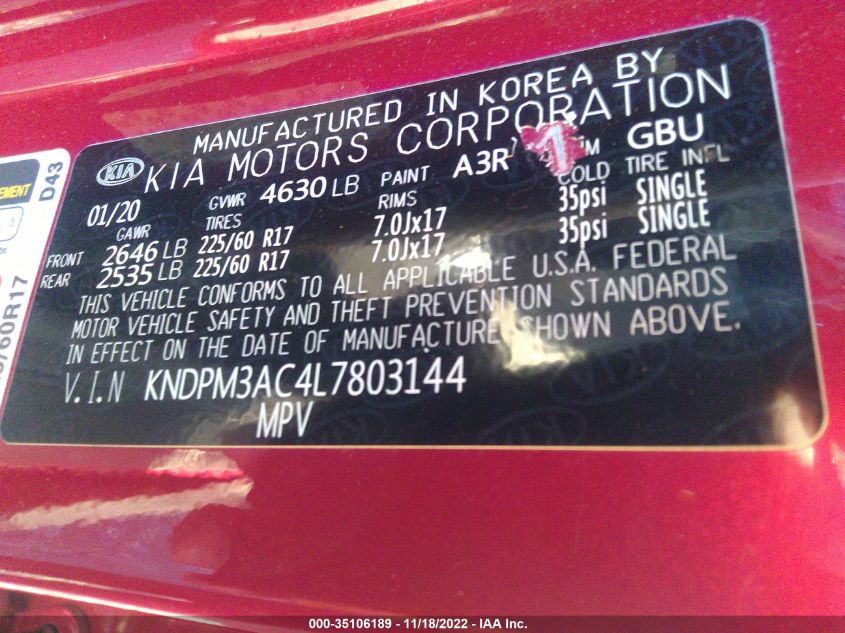 MANUFACTURED IN KOREA BY
KIA KIA MOTORS CORPORATION
01/20 GVWR 4630 LB PAINT A3R 1 GBU
GAWR TIRES RIMS COLD TIRE INFL
FRONT 2646 LB 225/60 R17 7.0Jx17 35psi SINGLE
REAR 2535 LB 225/60 R17 7.0Jx17 35psi SINGLE
THIS VEHICLE CONFORMS TO ALL APPLICABLE U.S.A. FEDERAL
MOTOR VEHICLE SAFETY AND THEFT PREVENTION STANDARDS
IN EFFECT ON THE DATE OF MANUFACTURE SHOWN ABOVE.
V.I.N KNDPM3AC4L7803144
MPV
D43
000-35106189 - 11/18/2022 - IAA Inc.